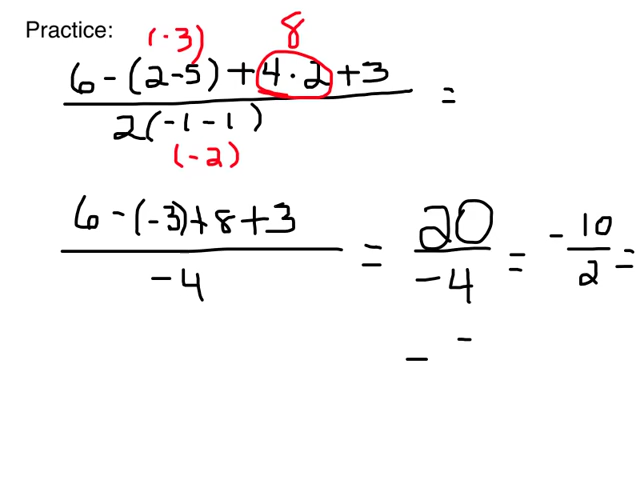 Practice:
(-3) 8
6 - (2-5) + 4 · 2 + 3 =
2(-1 - 1)
(-2)
6 - (-3) + 8 + 3 = 20 = - 10 =
-4 -4 2
- -